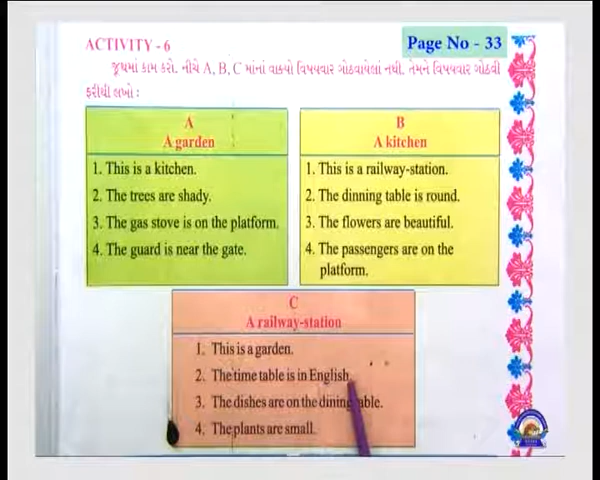 ACTIVITY - 6
Page No - 33
જૂથમાં કામ કરો. નીચે A, B, C માંનાં વાક્યો વિષયવાર ગોઠવાયેલાં નથી. તેમને વિષયવાર ગોઠવી
ફરીથી લખો :
A
A garden
1. This is a kitchen.
2. The trees are shady.
3. The gas stove is on the platform.
4. The guard is near the gate.
B
A kitchen
1. This is a railway-station.
2. The dinning table is round.
3. The flowers are beautiful.
4. The passengers are on the
platform.
C
A railway-station
1. This is a garden.
2. The time table is in English.
3. The dishes are on the dining table.
4. The plants are small.